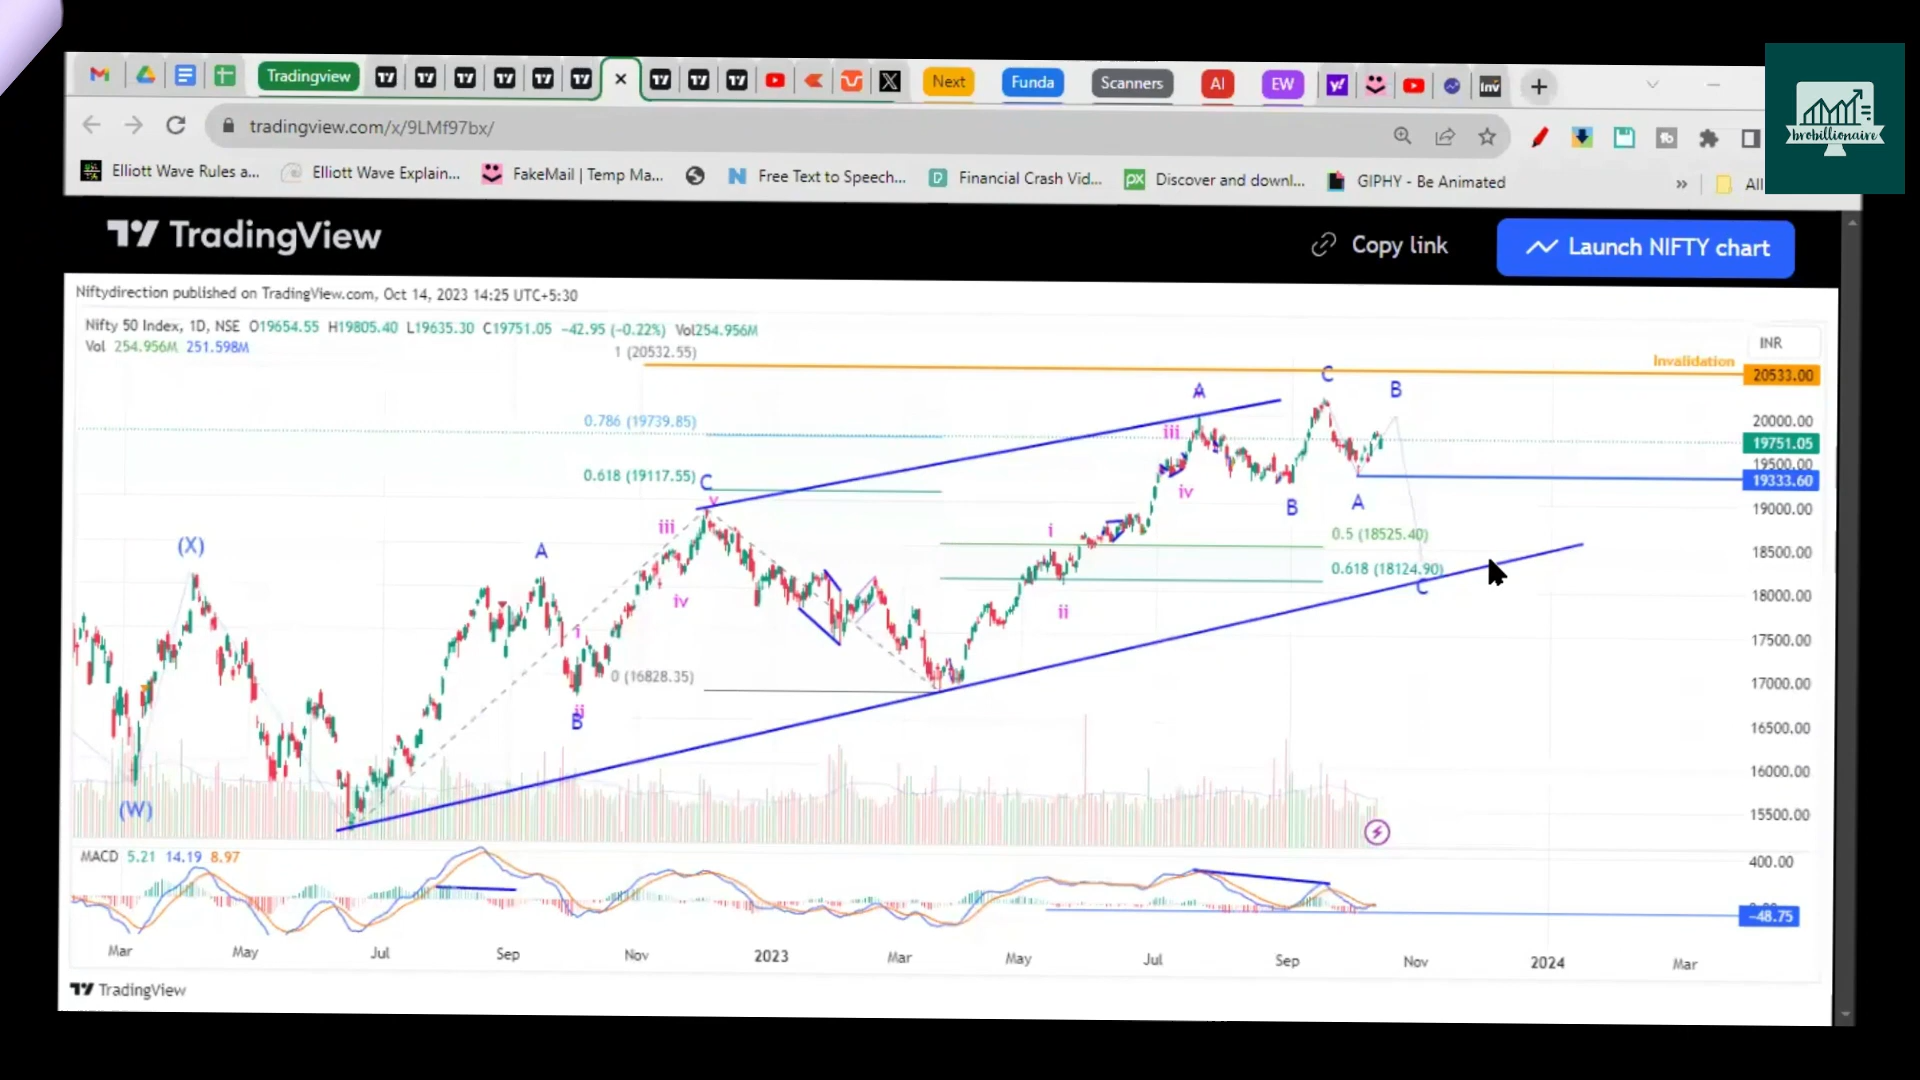 Tradingview
Next
Funda
Scanners
AI
EW
Inv
tradingview.com/x/9LMf97bx/
Elliott Wave Rules a...
Elliott Wave Explain...
FakeMail | Temp Ma...
Free Text to Speech...
Financial Crash Vid...
Discover and downl...
GIPHY - Be Animated
»
All
brobillionaire
TradingView
Copy link
Launch NIFTY chart
Niftydirection published on TradingView.com, Oct 14, 2023 14:25 UTC+5:30
Nifty 50 Index, 1D, NSE O19654.55 H19805.40 L19635.30 C19751.05 −42.95 (−0.22%) Vol254.956M
Vol 254.956M 251.598M
INR
1 (20532.55)
Invalidation
20533.00
C
A
B
0.786 (19739.85)
20000.00
iii
19751.05
19500.00
0.618 (19117.55)
C
v
19333.60
iv
A
B
19000.00
iii
i
0.5 (18525.40)
(X)
A
18500.00
0.618 (18124.90)
C
18000.00
iv
ii
i
17500.00
0 (16828.35)
17000.00
ii
B
16500.00
16000.00
(W)
15500.00
MACD 5.21 14.19 8.97
400.00
−48.75
Mar May Jul Sep Nov 2023 Mar May Jul Sep Nov 2024 Mar
TradingView